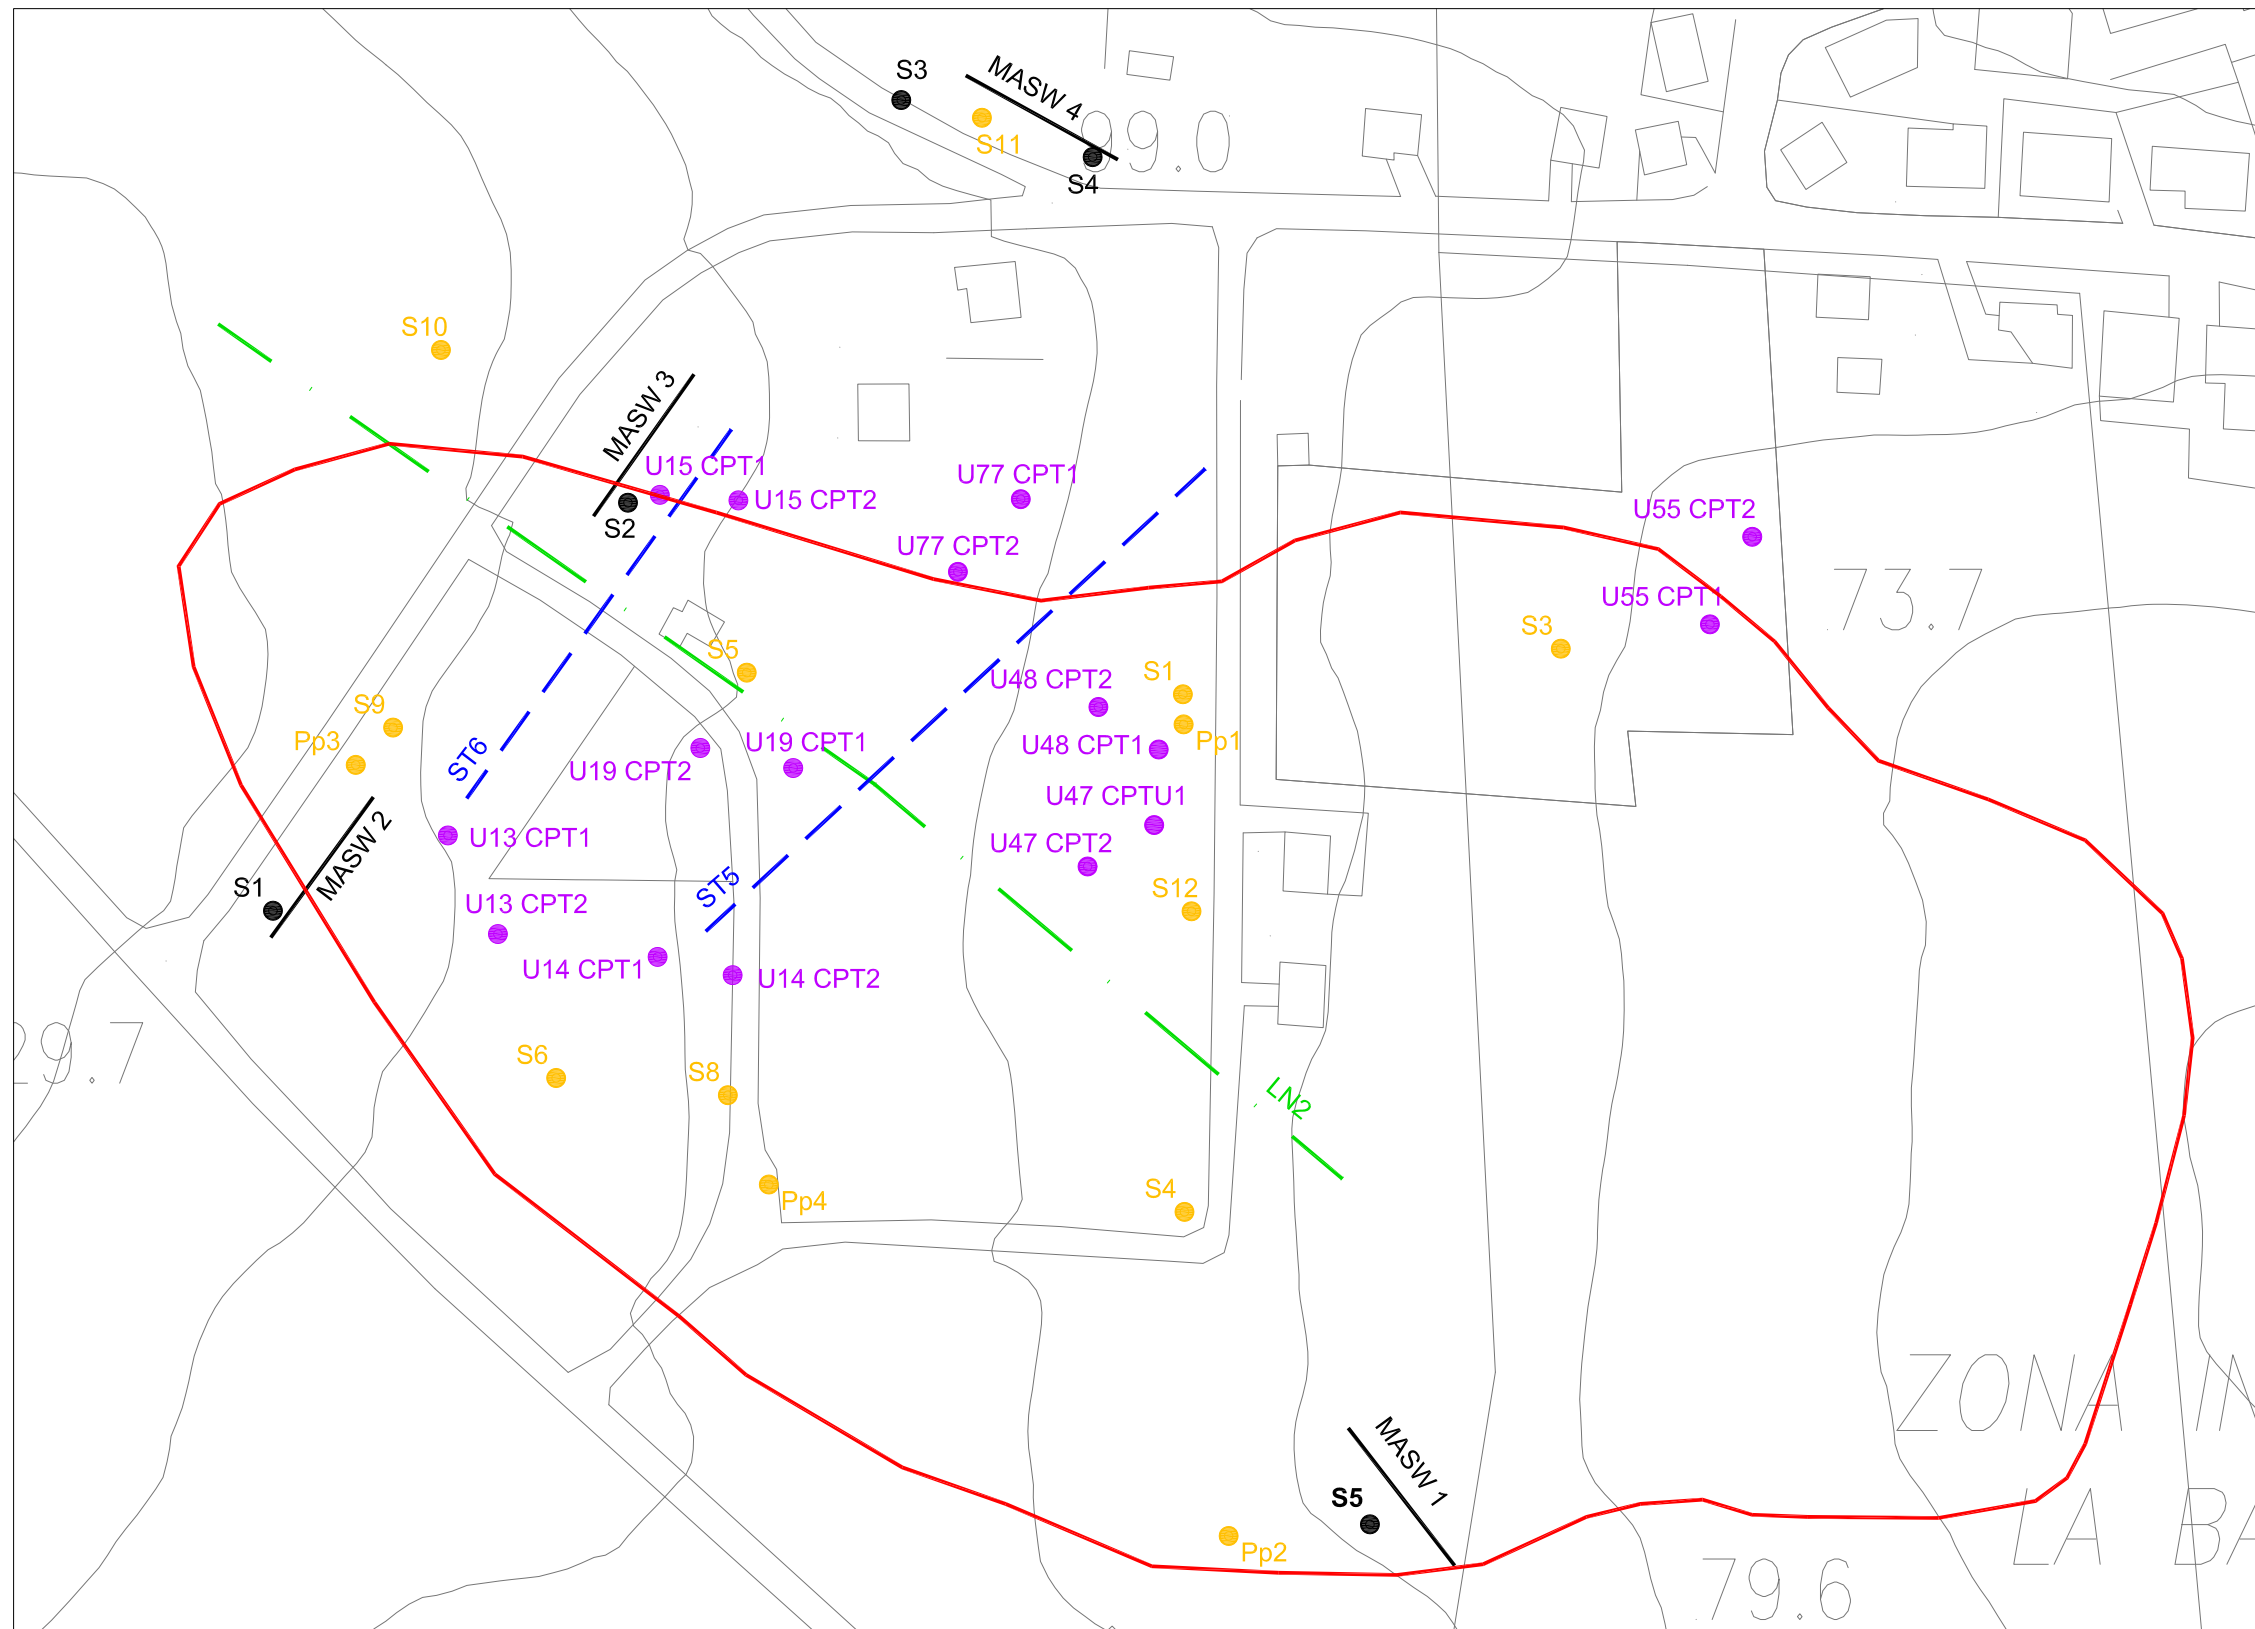 S3
MASW 4
99.0
S11
S4
S10
MASW 3
U15 CPT1
U15 CPT2
S2
U77 CPT1
U77 CPT2
U55 CPT2
U55 CPT1
73.7
S3
S5
S1
U48 CPT2
Pp1
U48 CPT1
S9
Pp3
ST6
U19 CPT1
U19 CPT2
U47 CPTU1
U47 CPT2
U13 CPT1
MASW 2
S1
ST5
S12
U13 CPT2
U14 CPT1
U14 CPT2
29.7
S6
S8
LN2
Pp4
S4
ZONA IN
MASW 1
S5
LA BA
Pp2
79.6